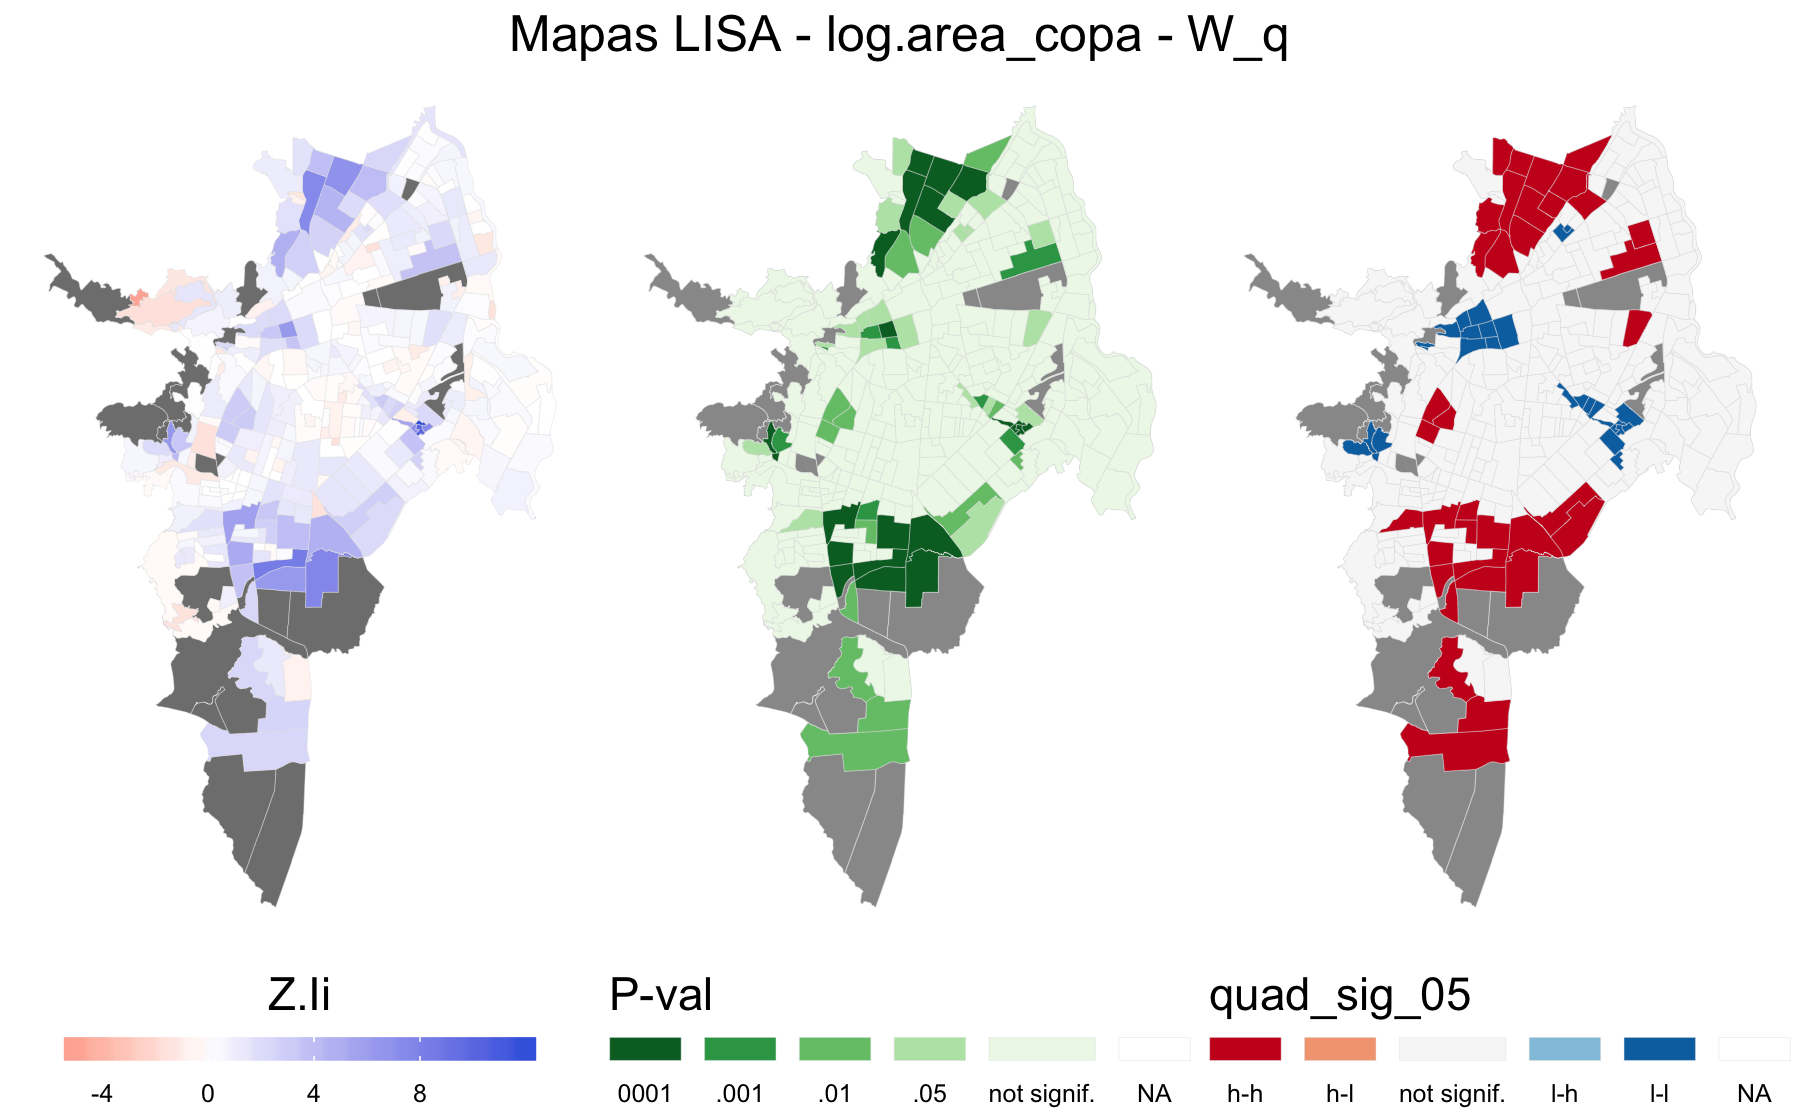 Mapas LISA - log.area_copa - W_q
Z.Ii
-4 0 4 8
P-val
0001 .001 .01 .05 not signif. NA
quad_sig_05
h-h h-l not signif. l-h l-l NA